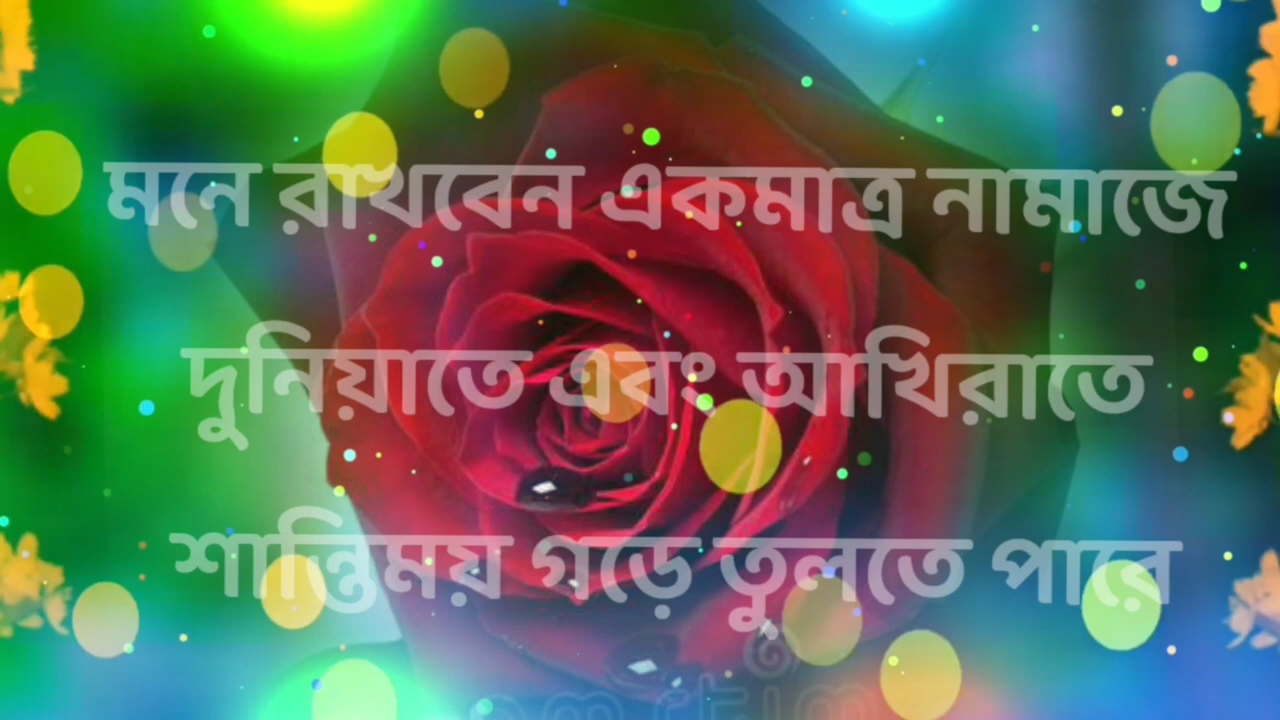 মনে রাখবেন একমাত্র নামাজে
দুনিয়াতে এবং আখিরাতে
শান্তিময় গড়ে তুলতে পারে